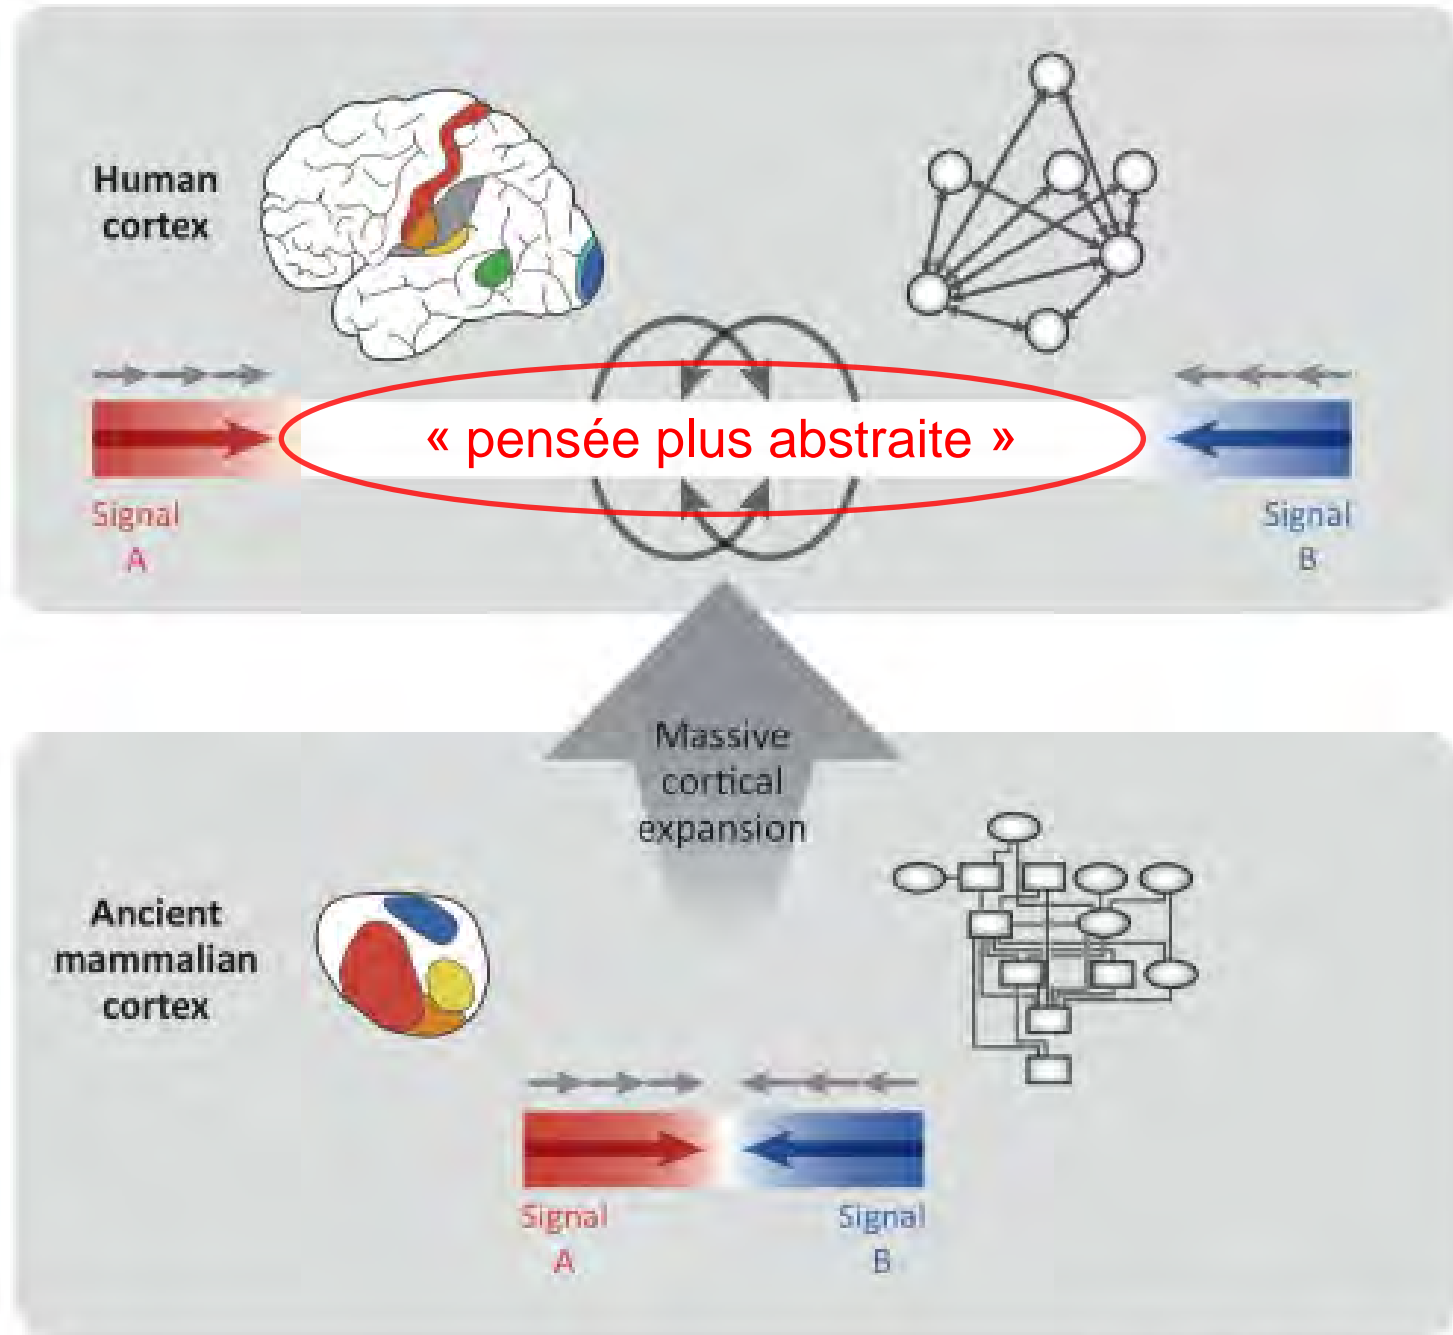 Human
cortex
« pensée plus abstraite »
Signal
A
Signal
B
Massive
cortical
expansion
Ancient
mammalian
cortex
Signal
A
Signal
B